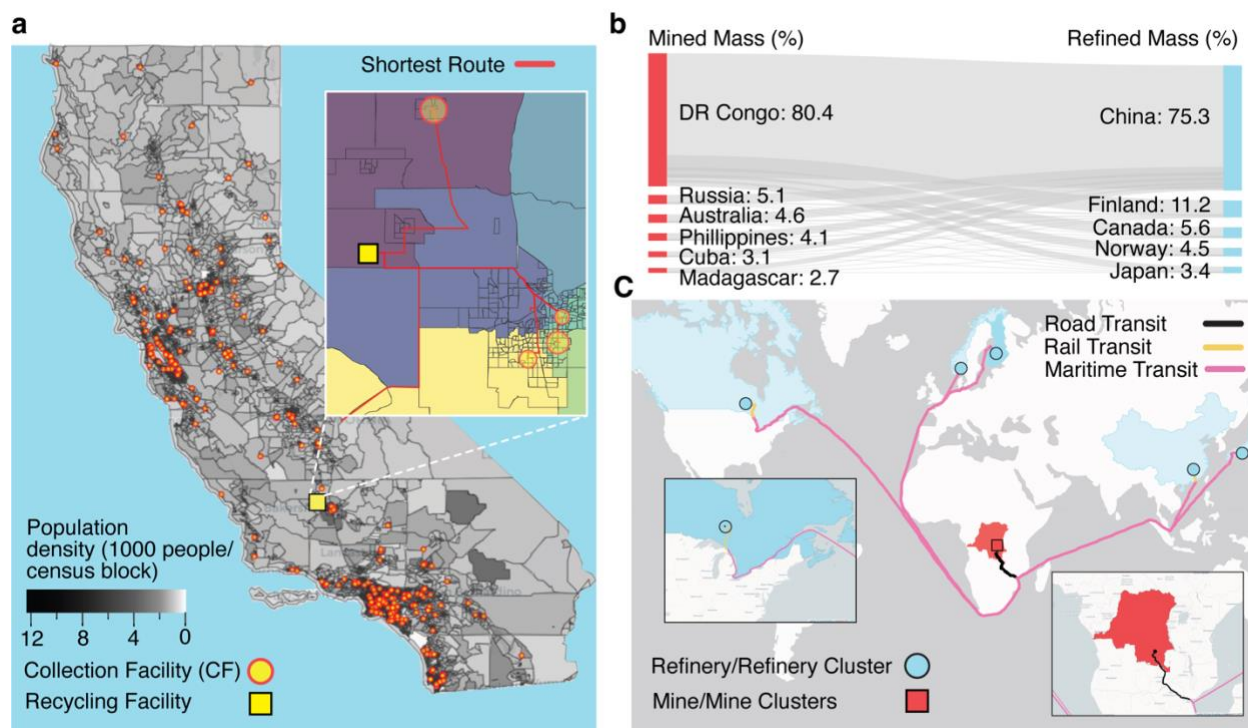 a
Shortest Route
Population
density (1000 people/
census block)
12 8 4 0
Collection Facility (CF)
Recycling Facility
b
Mined Mass (%)
Refined Mass (%)
DR Congo: 80.4
China: 75.3
Russia: 5.1
Australia: 4.6
Phillippines: 4.1
Cuba: 3.1
Madagascar: 2.7
Finland: 11.2
Canada: 5.6
Norway: 4.5
Japan: 3.4
C
Road Transit
Rail Transit
Maritime Transit
Refinery/Refinery Cluster
Mine/Mine Clusters